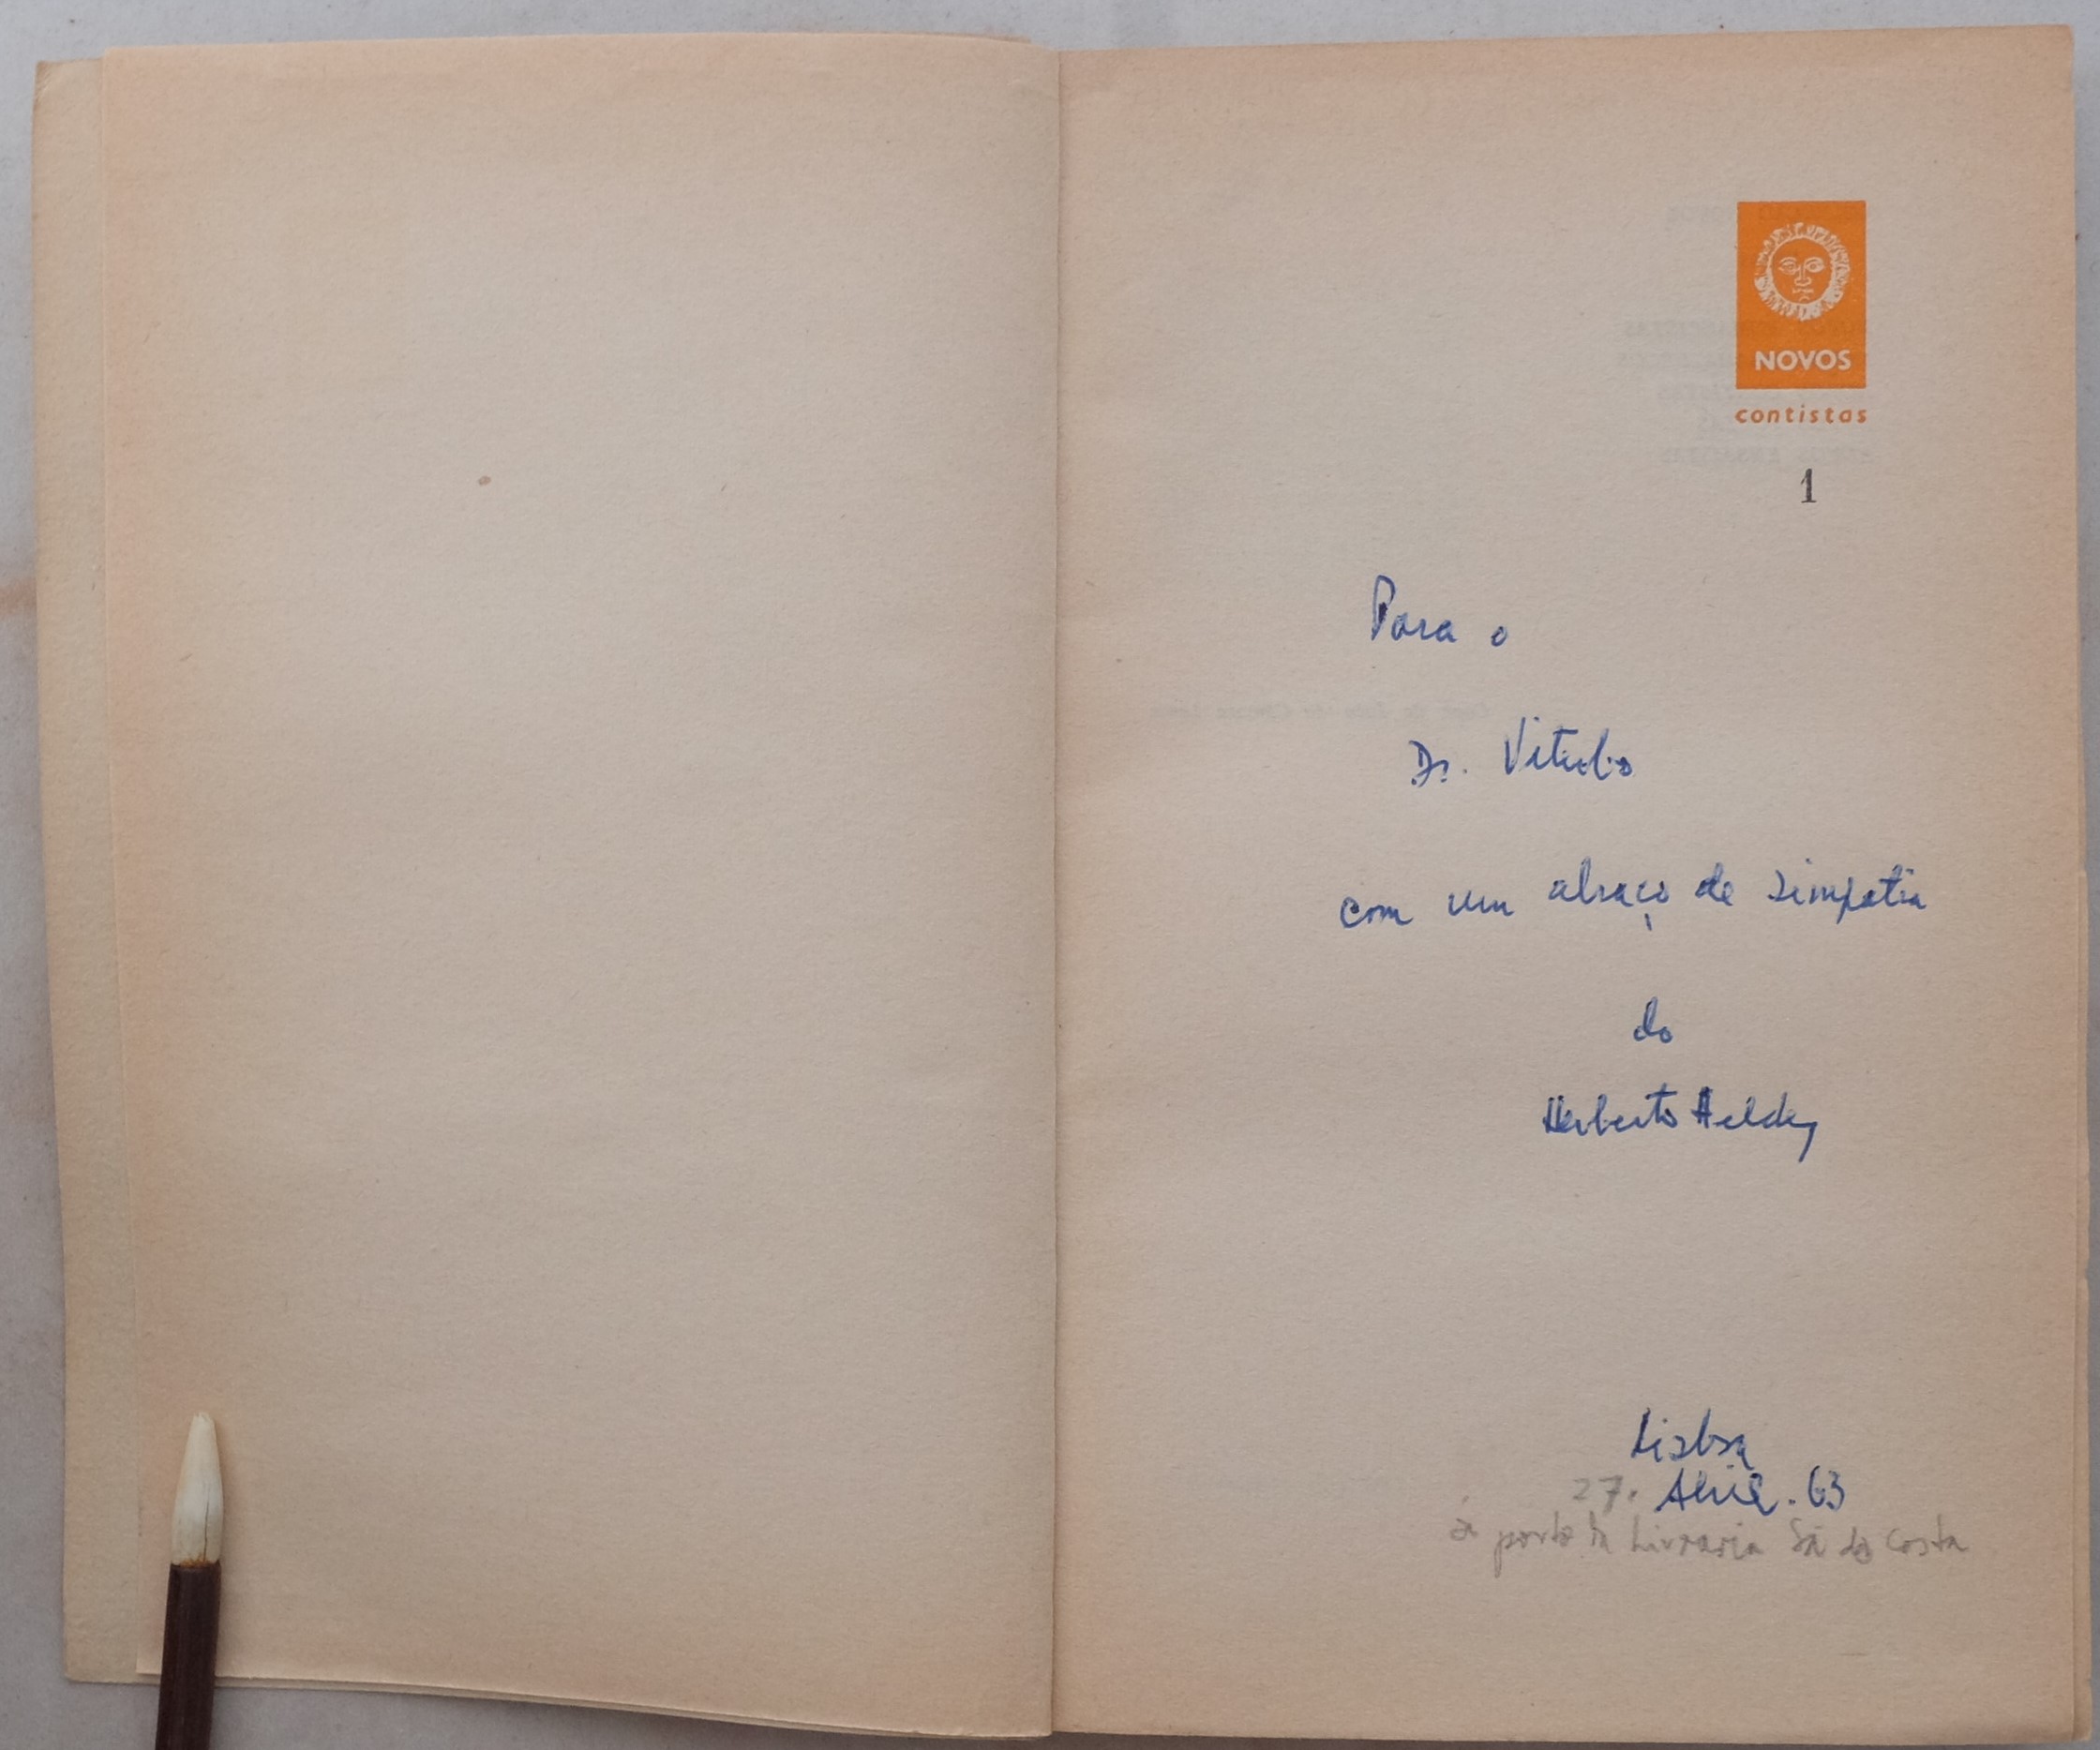 NOVOS
contistas
1
Para o
Dr. Viterbo
com um abraço de simpatia
do
Herberto Helder
Lisboa
27. Abril. 63
à porta da Livraria Sá da Costa